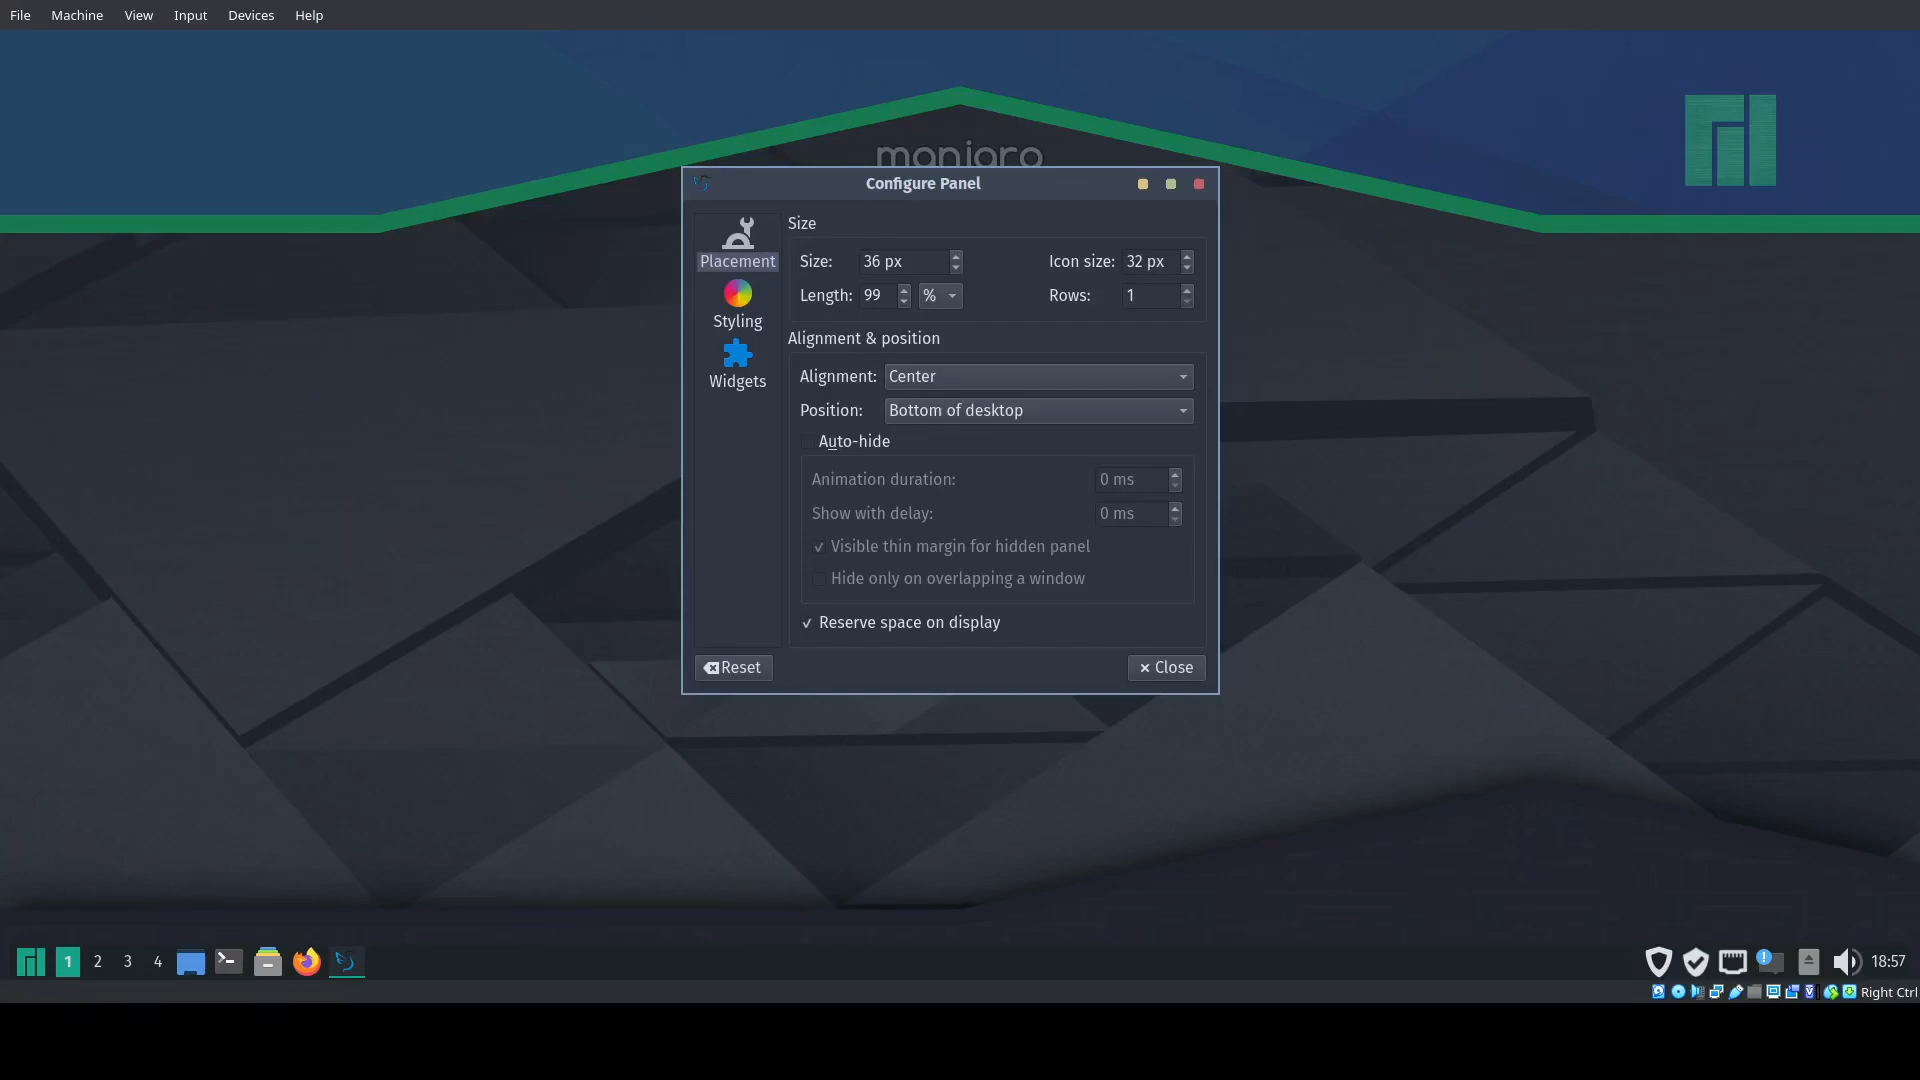 File Machine View Input Devices Help
manjaro
Configure Panel
Placement
Styling
Widgets
Size
Size: 36 px Icon size: 32 px
Length: 99 % Rows: 1
Alignment & position
Alignment: Center
Position: Bottom of desktop
Auto-hide
Animation duration: 0 ms
Show with delay: 0 ms
Visible thin margin for hidden panel
Hide only on overlapping a window
Reserve space on display
Reset Close
1 2 3 4 18:57
Right Ctrl